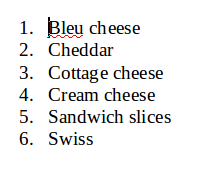 1. Bleu cheese
2. Cheddar
3. Cottage cheese
4. Cream cheese
5. Sandwich slices
6. Swiss